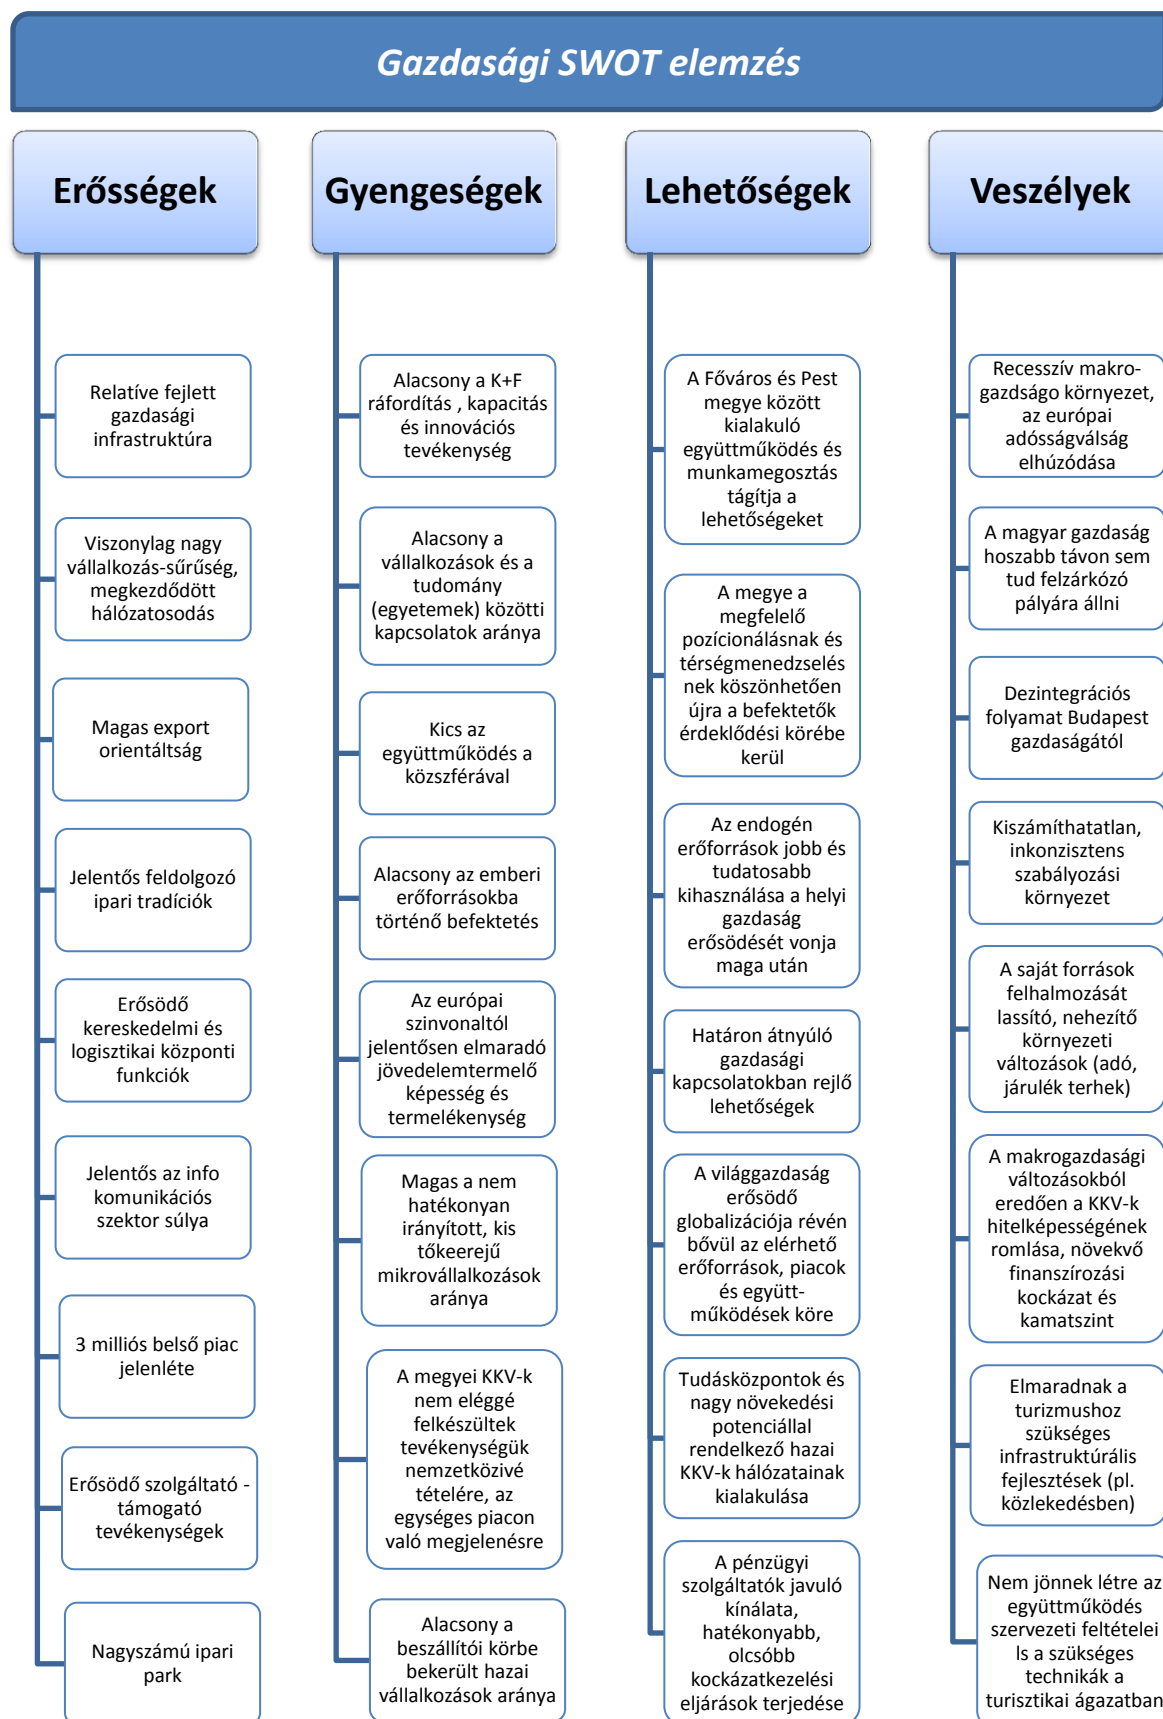 Gazdasági SWOT elemzés
Erősségek
Relatíve fejlett
gazdasági
infrastruktúra
Viszonylag nagy
vállalkozás-sűrűség,
megkezdődött
hálózatosodás
Magas export
orientáltság
Jelentős feldolgozó
ipari tradíciók
Erősödő
kereskedelmi és
logisztikai központi
funkciók
Jelentős az info
komunikációs
szektor súlya
3 milliós belső piac
jelenléte
Erősödő szolgáltató -
támogató
tevékenységek
Nagyszámú ipari
park
Gyengeségek
Alacsony a K+F
ráfordítás , kapacitás
és innovációs
tevékenység
Alacsony a
vállalkozások és a
tudomány
(egyetemek) közötti
kapcsolatok aránya
Kics az
együttműködés a
közszférával
Alacsony az emberi
erőforrásokba
történő befektetés
Az európai
szinvonaltól
jelentősen elmaradó
jövedelemtermelő
képesség és
termelékenység
Magas a nem
hatékonyan
irányított, kis
tőkeerejű
mikrovállalkozások
aránya
A megyei KKV-k
nem eléggé
felkészültek
tevékenységük
nemzetközivé
tételére, az
egységes piacon
való megjelenésre
Alacsony a
beszállítói körbe
bekerült hazai
vállalkozások aránya
Lehetőségek
A Főváros és Pest
megye között
kialakuló
együttműködés és
munkamegosztás
tágítja a
lehetőségeket
A megye a
megfelelő
pozícionálásnak és
térségmenedzselés
nek köszönhetően
újra a befektetők
érdeklődési körébe
kerül
Az endogén
erőforrások jobb és
tudatosabb
kihasználása a helyi
gazdaság
erősödését vonja
maga után
Határon átnyúló
gazdasági
kapcsolatokban rejlő
lehetőségek
A világgazdaság
erősödő
globalizációja révén
bővül az elérhető
erőforrások, piacok
és együtt-
működések köre
Tudásközpontok és
nagy növekedési
potenciállal
rendelkező hazai
KKV-k hálózatainak
kialakulása
A pénzügyi
szolgáltatók javuló
kínálata,
hatékonyabb,
olcsóbb
kockázatkezelési
eljárások terjedése
Veszélyek
Recesszív makro-
gazdságo környezet,
az európai
adósságválság
elhúzódása
A magyar gazdaság
hoszabb távon sem
tud felzárkózó
pályára állni
Dezintegrációs
folyamat Budapest
gazdaságától
Kiszámíthatatlan,
inkonzisztens
szabályozási
környezet
A saját források
felhalmozását
lassító, nehezítő
környezeti
változások (adó,
járulék terhek)
A makrogazdasági
változásokból
eredően a KKV-k
hitelképességének
romlása, növekvő
finanszírozási
kockázat és
kamatszint
Elmaradnak a
turizmushoz
szükséges
infrastruktúrális
fejlesztések (pl.
közlekedésben)
Nem jönnek létre az
együttműködés
szervezeti feltételei
ls a szükséges
technikák a
turisztikai ágazatban